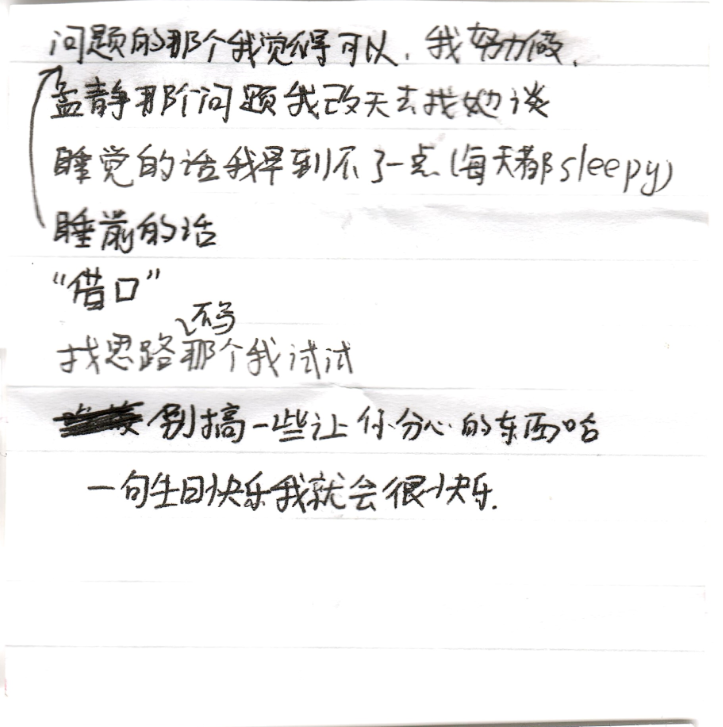 问题的那个我觉得可以，我努力做．
孟静那个问题我改天去找她谈
睡觉的话我早到不了一点（每天都sleepy）
睡前的话
“借口”
不写
找思路那个我试试
别搞一些让你分心的东西哈
一句生日快乐我就会很快乐．